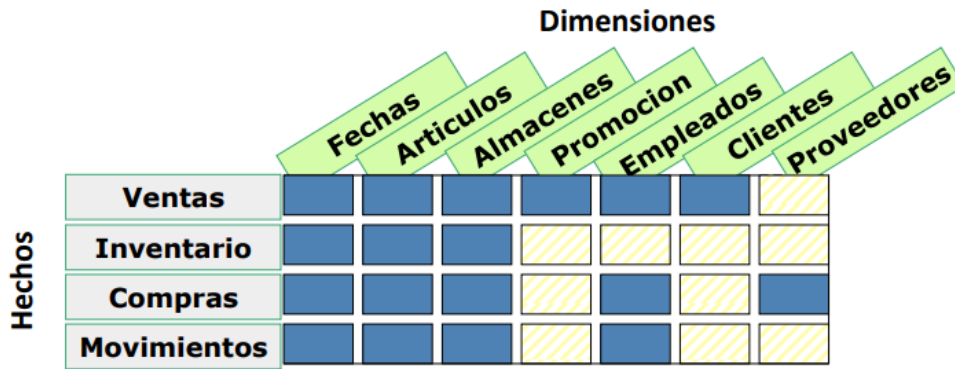 Dimensiones
Fechas
Articulos
Almacenes
Promocion
Empleados
Clientes
Proveedores
Hechos
Ventas
Inventario
Compras
Movimientos